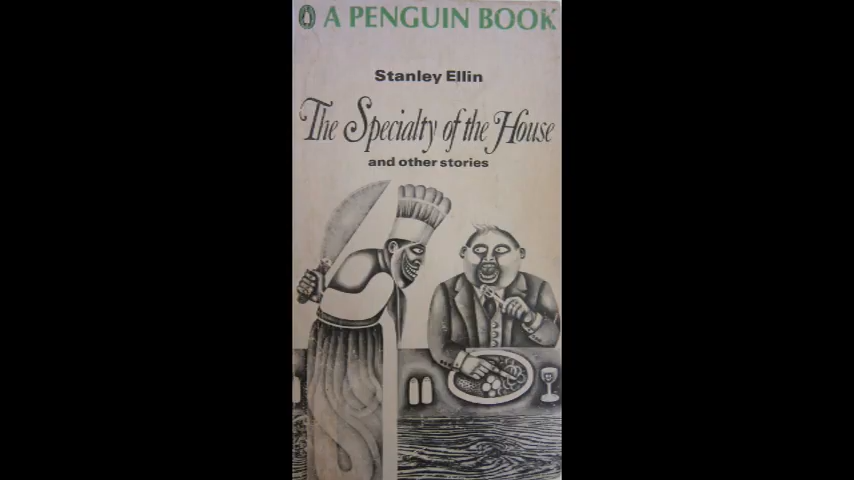 A PENGUIN BOOK
Stanley Ellin
The Specialty of the House
and other stories